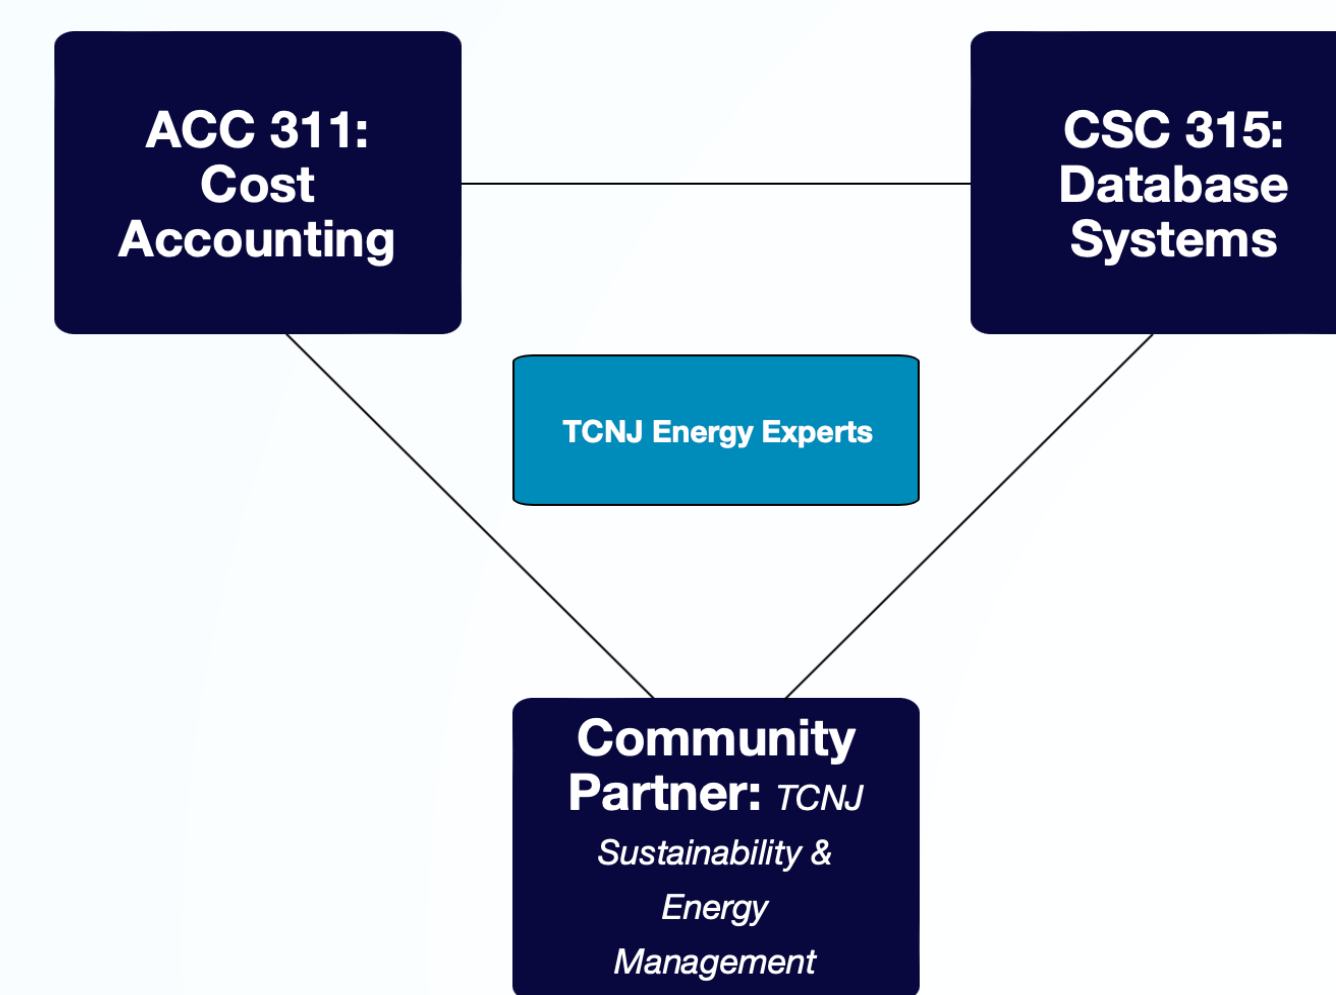 ACC 311:
Cost
Accounting
CSC 315:
Database
Systems
TCNJ Energy Experts
Community
Partner: TCNJ
Sustainability &
Energy
Management